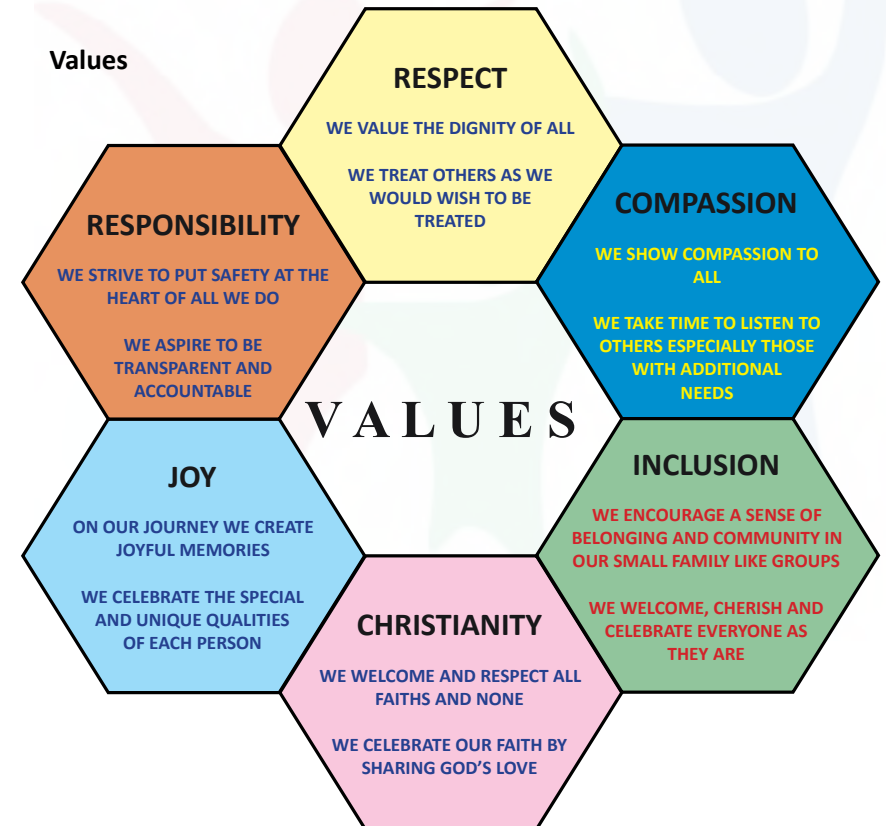 Values
RESPECT
WE VALUE THE DIGNITY OF ALL
WE TREAT OTHERS AS WE
WOULD WISH TO BE
TREATED
COMPASSION
WE SHOW COMPASSION TO
ALL
WE TAKE TIME TO LISTEN TO
OTHERS ESPECIALLY THOSE
WITH ADDITIONAL
NEEDS
INCLUSION
WE ENCOURAGE A SENSE OF
BELONGING AND COMMUNITY IN
OUR SMALL FAMILY LIKE GROUPS
WE WELCOME, CHERISH AND
CELEBRATE EVERYONE AS
THEY ARE
CHRISTIANITY
WE WELCOME AND RESPECT ALL
FAITHS AND NONE
WE CELEBRATE OUR FAITH BY
SHARING GOD'S LOVE
JOY
ON OUR JOURNEY WE CREATE
JOYFUL MEMORIES
WE CELEBRATE THE SPECIAL
AND UNIQUE QUALITIES
OF EACH PERSON
RESPONSIBILITY
WE STRIVE TO PUT SAFETY AT THE
HEART OF ALL WE DO
WE ASPIRE TO BE
TRANSPARENT AND
ACCOUNTABLE
VALUES